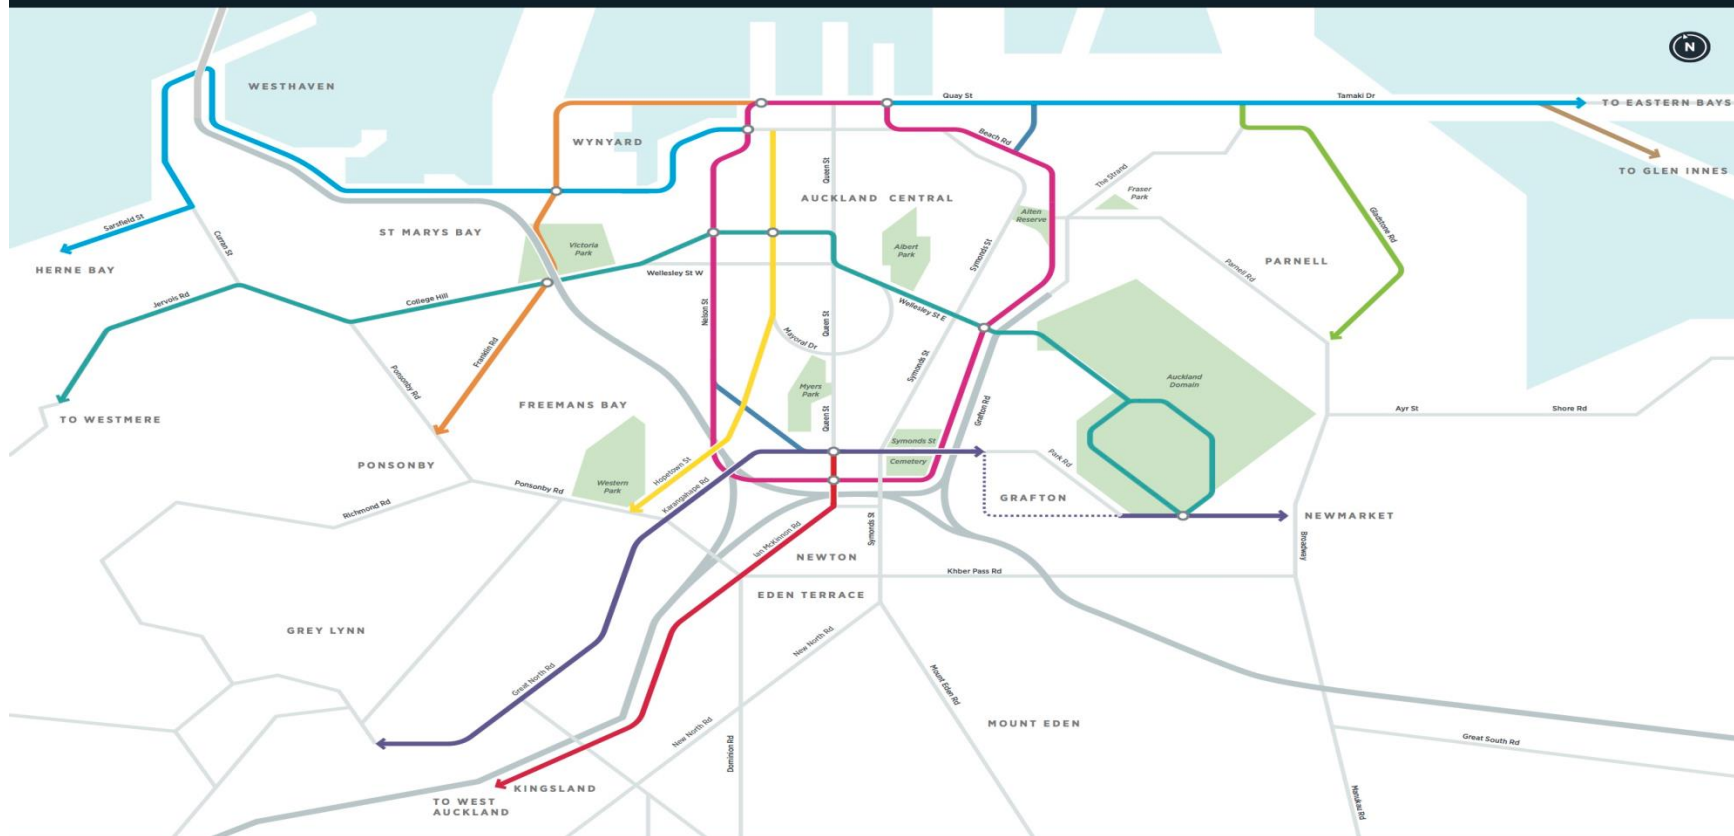 N
Quay St
Tamaki Dr
TO EASTERN BAYS
WESTHAVEN
WYNYARD
Beach Rd
Queen St
TO GLEN INNES
The Strand
Fraser
Park
AUCKLAND CENTRAL
Alten
Reserve
Sarsfield St
Curran St
ST MARYS BAY
Victoria
Park
Albert
Park
Symonds St
Gladstone Rd
PARNELL
Parnell Rd
HERNE BAY
Wellesley St W
Jervois Rd
College Hill
Nelson St
Queen St
Wellesley St E
Mayoral Dr
Franklin Rd
Ponsonby Rd
Symonds St
Auckland
Domain
Myers
Park
FREEMANS BAY
Queen St
Grafton Rd
Ayr St
Shore Rd
TO WESTMERE
Symonds St
Cemetery
PONSONBY
Hopetown St
Park Rd
Ponsonby Rd
Western
Park
Karangahape Rd
GRAFTON
Richmond Rd
NEWMARKET
Ian McKinnon Rd
Symonds St
NEWTON
Broadway
Khber Pass Rd
EDEN TERRACE
GREY LYNN
New North Rd
Great North Rd
Mount Eden Rd
New North Rd
MOUNT EDEN
Dominion Rd
Great South Rd
KINGSLAND
TO WEST
AUCKLAND
Manukau Rd